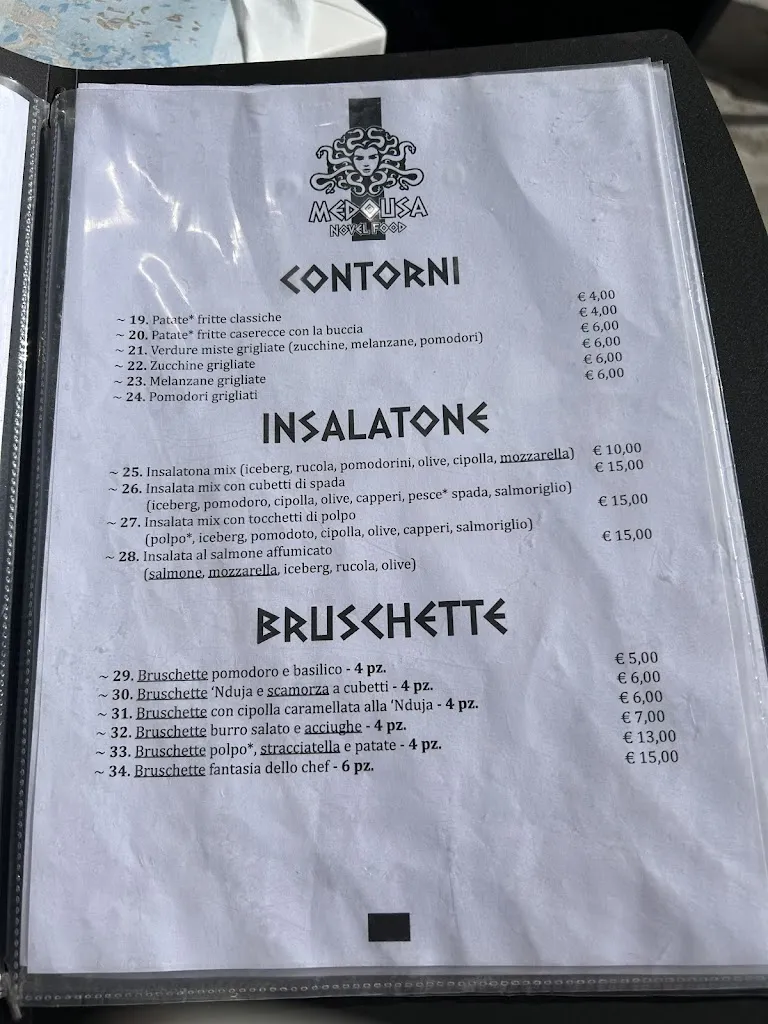 MEDOUSA
NOVEL FOOD
CONTORNI
~ 19. Patate* fritte classiche € 4,00
~ 20. Patate* fritte caserecce con la buccia € 4,00
~ 21. Verdure miste grigliate (zucchine, melanzane, pomodori) € 6,00
~ 22. Zucchine grigliate € 6,00
~ 23. Melanzane grigliate € 6,00
~ 24. Pomodori grigliati € 6,00
INSALATONE
~ 25. Insalatona mix (iceberg, rucola, pomodorini, olive, cipolla, mozzarella) € 10,00
~ 26. Insalata mix con cubetti di spada € 15,00
(iceberg, pomodoro, cipolla, olive, capperi, pesce* spada, salmoriglio)
~ 27. Insalata mix con tocchetti di polpo € 15,00
(polpo*, iceberg, pomodoto, cipolla, olive, capperi, salmoriglio)
~ 28. Insalata al salmone affumicato € 15,00
(salmone, mozzarella, iceberg, rucola, olive)
BRUSCHETTE
~ 29. Bruschette pomodoro e basilico - 4 pz. € 5,00
~ 30. Bruschette ‘Nduja e scamorza a cubetti - 4 pz. € 6,00
~ 31. Bruschette con cipolla caramellata alla ‘Nduja - 4 pz. € 6,00
~ 32. Bruschette burro salato e acciughe - 4 pz. € 7,00
~ 33. Bruschette polpo*, stracciatella e patate - 4 pz. € 13,00
~ 34. Bruschette fantasia dello chef - 6 pz. € 15,00